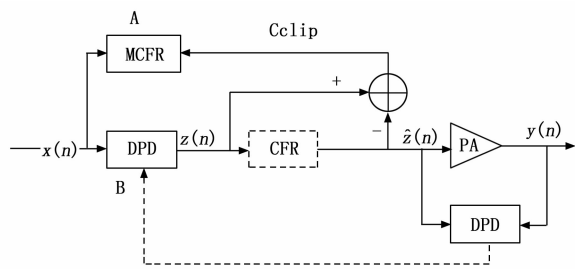 A
Cclip
MCFR
+
x(n)
DPD
z(n)
CFR
−
ẑ(n)
PA
y(n)
B
DPD